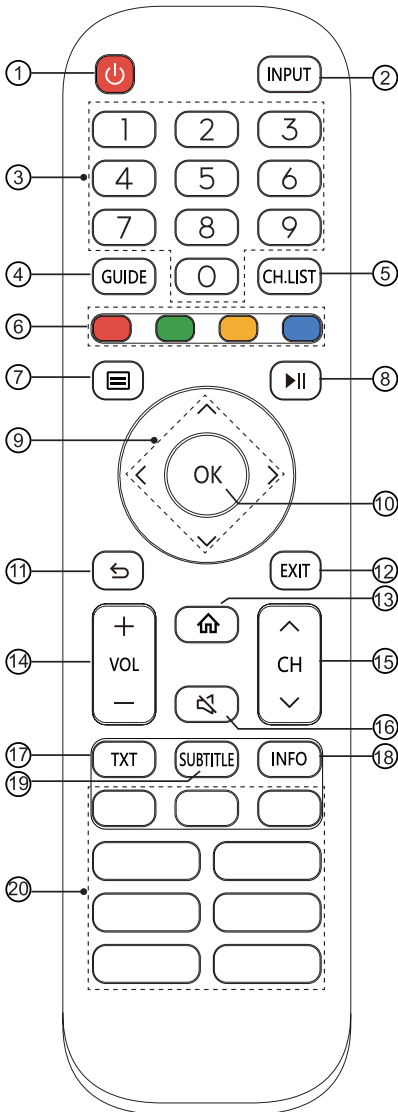 ① ②
INPUT
1 2 3
③ 4 5 6
7 8 9
④ GUIDE 0 CH.LIST ⑤
⑥
⑦ ⑧
⑨
OK
⑩
⑪ EXIT ⑫
⑬
+
⑭ VOL CH ⑮
−
⑯
⑰ TXT SUBTITLE INFO ⑱
⑲
⑳